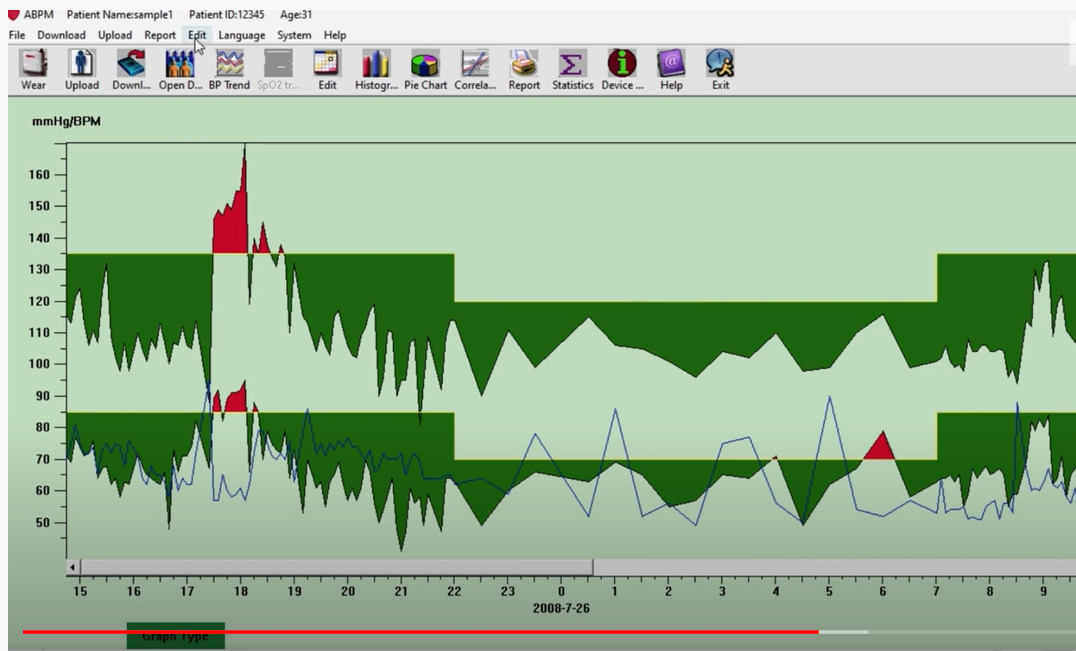 ABPM Patient Name:sample1 Patient ID:12345 Age:31
File Download Upload Report Edit Language System Help
Wear Upload Downl... Open D... BP Trend SpO2 tr... Edit Histogr... Pie Chart Correla... Report Statistics Device ... Help Exit
mmHg/BPM
160
150
140
130
120
110
100
90
80
70
60
50
15 16 17 18 19 20 21 22 23 0 1 2 3 4 5 6 7 8 9
2008-7-26
Graph Type